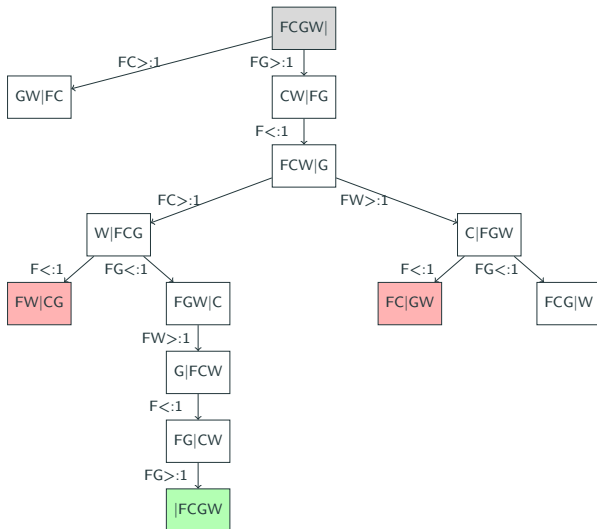 FCGW|
FC>:1
FG>:1
GW|FC
CW|FG
F<:1
FCW|G
FC>:1
FW>:1
W|FCG
C|FGW
F<:1
FG<:1
F<:1
FG<:1
FW|CG
FGW|C
FC|GW
FCG|W
FW>:1
G|FCW
F<:1
FG|CW
FG>:1
|FCGW